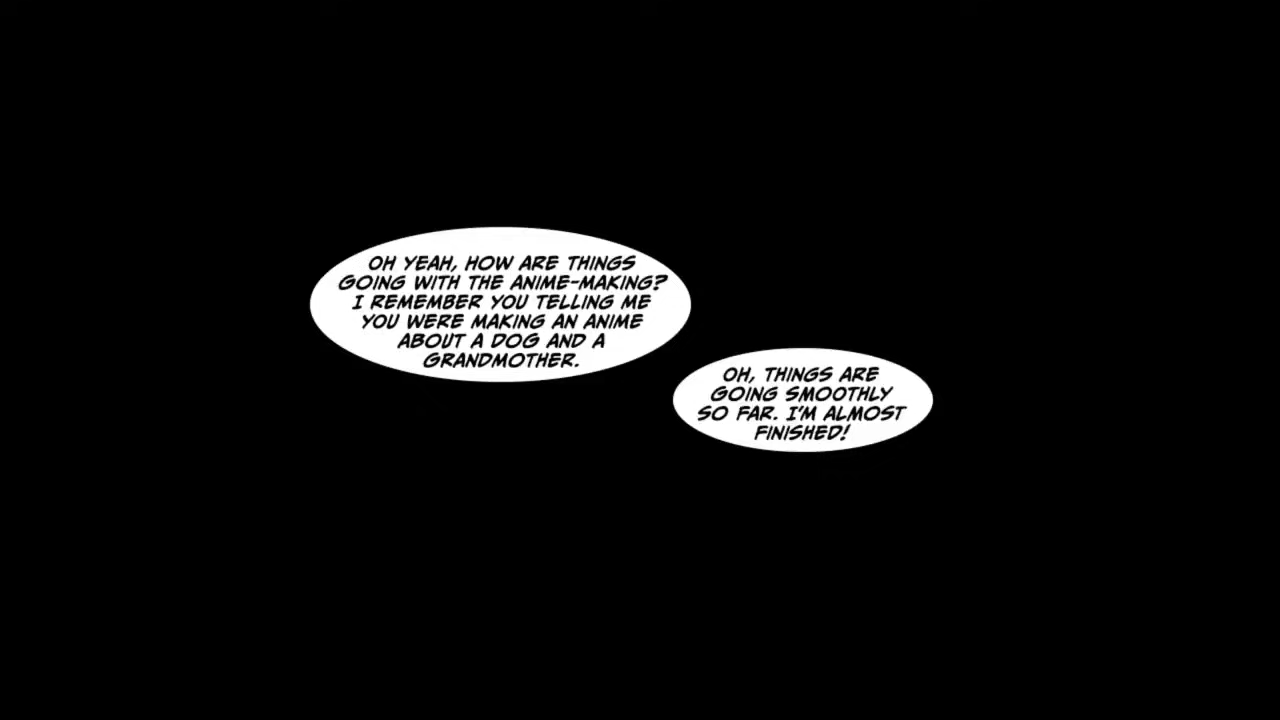 OH YEAH, HOW ARE THINGS
GOING WITH THE ANIME-MAKING?
I REMEMBER YOU TELLING ME
YOU WERE MAKING AN ANIME
ABOUT A DOG AND A
GRANDMOTHER.
OH, THINGS ARE
GOING SMOOTHLY
SO FAR. I'M ALMOST
FINISHED!